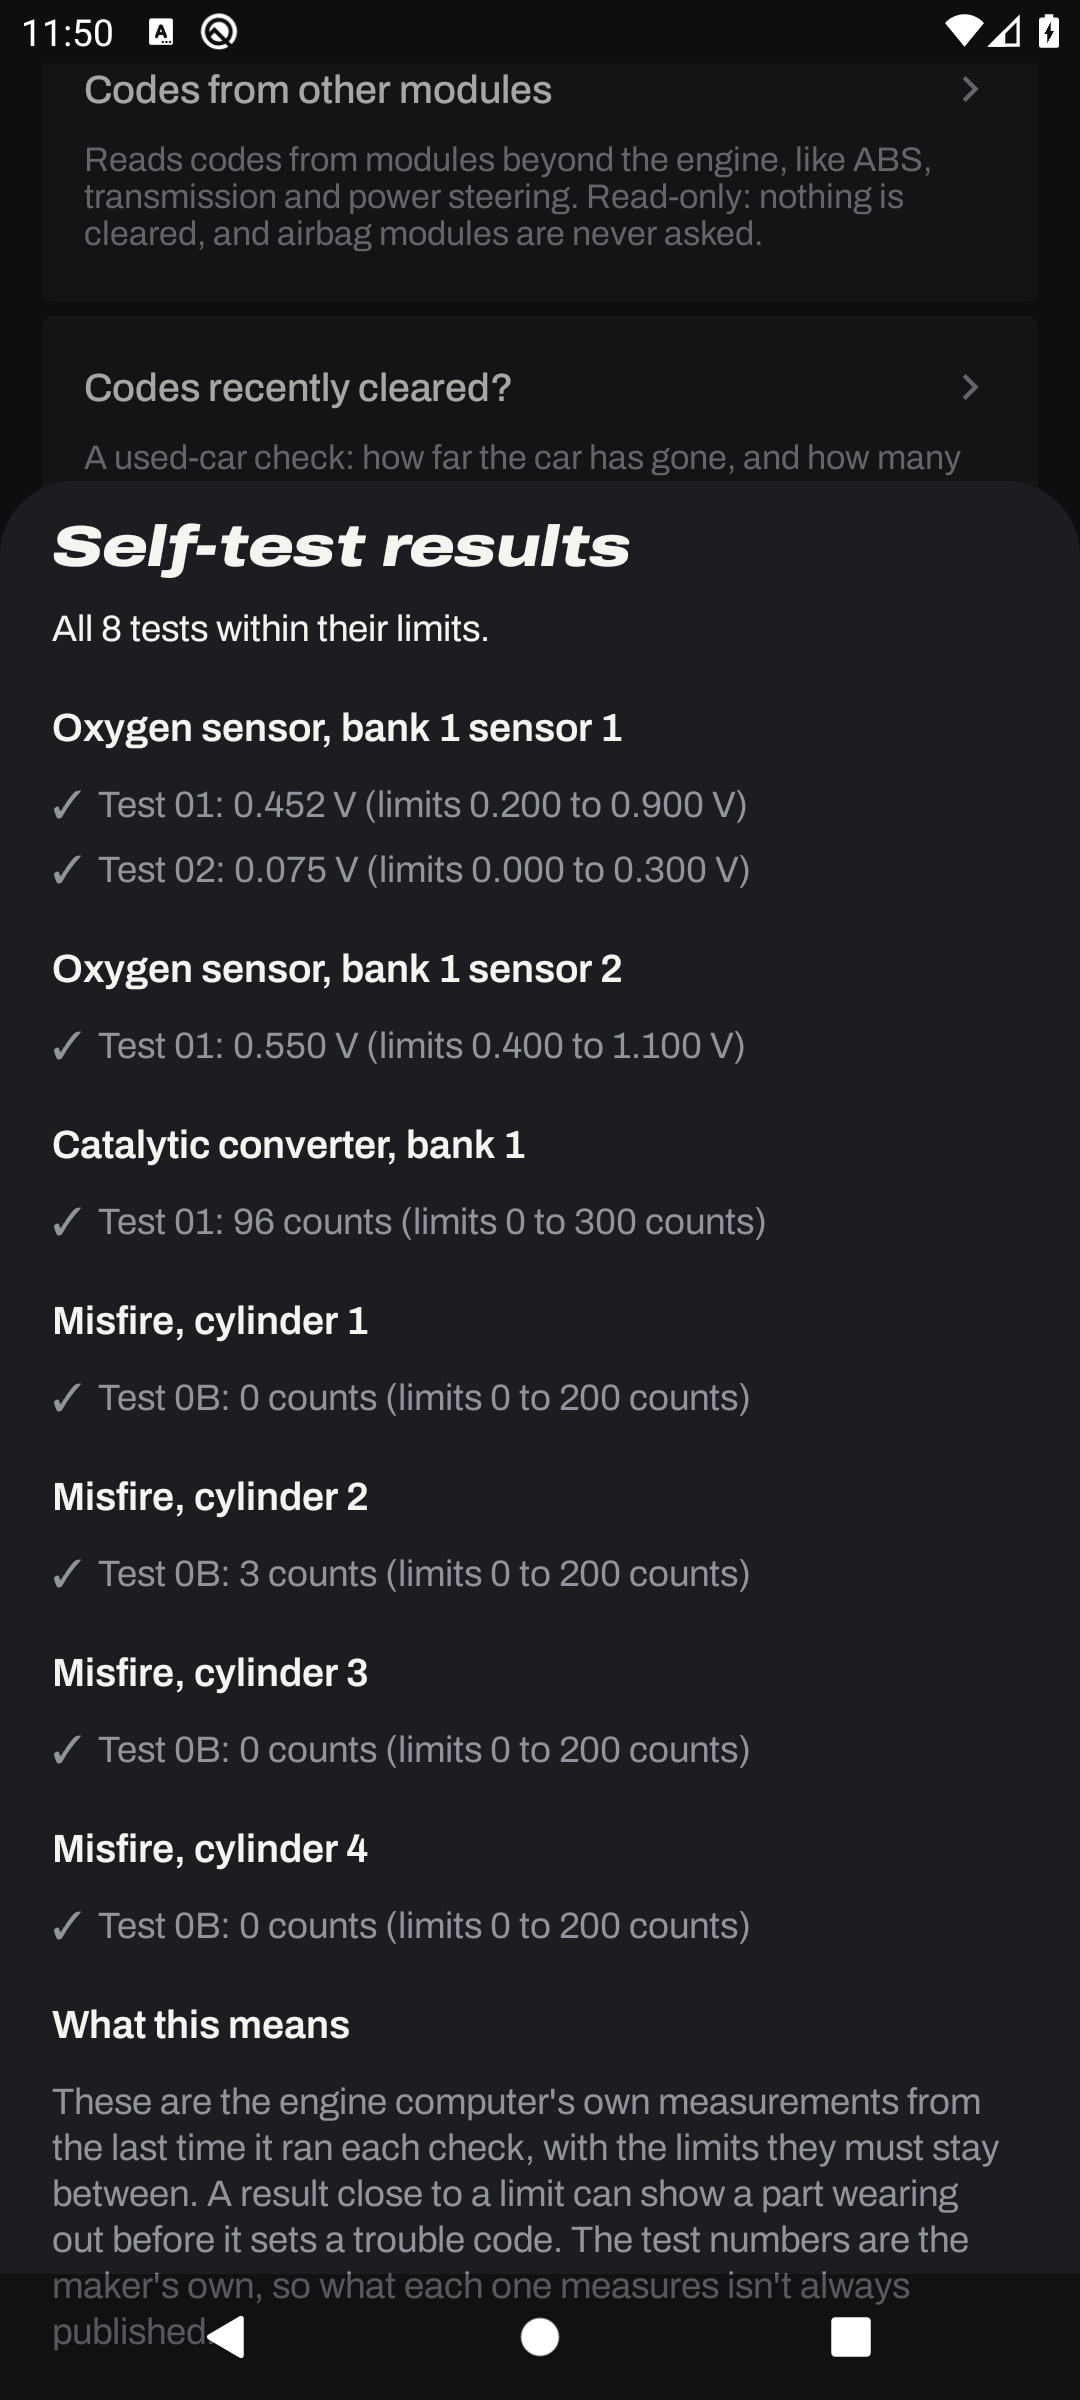 11:50
Codes from other modules
Reads codes from modules beyond the engine, like ABS,
transmission and power steering. Read-only: nothing is
cleared, and airbag modules are never asked.
Codes recently cleared?
A used-car check: how far the car has gone, and how many
Self-test results
All 8 tests within their limits.
Oxygen sensor, bank 1 sensor 1
✓ Test 01: 0.452 V (limits 0.200 to 0.900 V)
✓ Test 02: 0.075 V (limits 0.000 to 0.300 V)
Oxygen sensor, bank 1 sensor 2
✓ Test 01: 0.550 V (limits 0.400 to 1.100 V)
Catalytic converter, bank 1
✓ Test 01: 96 counts (limits 0 to 300 counts)
Misfire, cylinder 1
✓ Test 0B: 0 counts (limits 0 to 200 counts)
Misfire, cylinder 2
✓ Test 0B: 3 counts (limits 0 to 200 counts)
Misfire, cylinder 3
✓ Test 0B: 0 counts (limits 0 to 200 counts)
Misfire, cylinder 4
✓ Test 0B: 0 counts (limits 0 to 200 counts)
What this means
These are the engine computer's own measurements from
the last time it ran each check, with the limits they must stay
between. A result close to a limit can show a part wearing
out before it sets a trouble code. The test numbers are the
maker's own, so what each one measures isn't always
published.